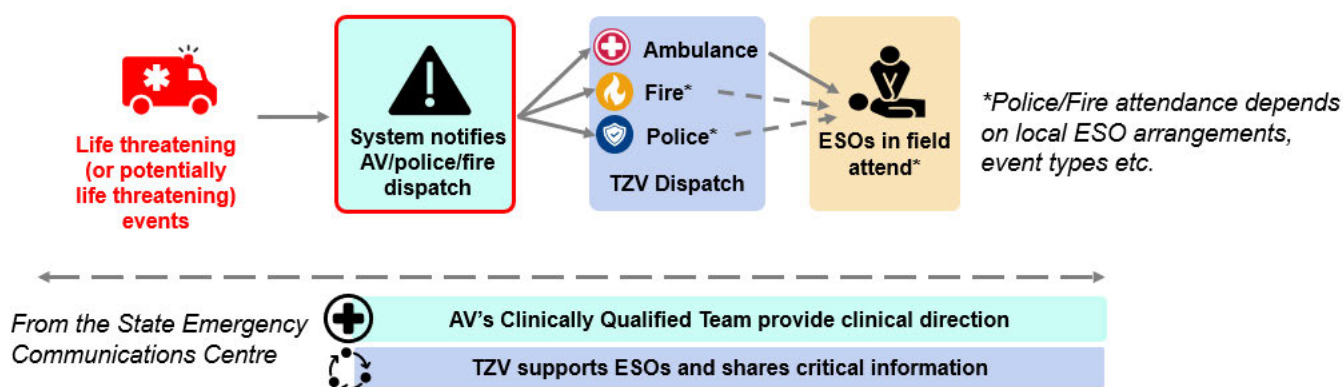 Life threatening
(or potentially
life threatening)
events
System notifies
AV/police/fire
dispatch
Ambulance
Fire*
Police*
TZV Dispatch
ESOs in field
attend*
*Police/Fire attendance depends
on local ESO arrangements,
event types etc.
From the State Emergency
Communications Centre
AV's Clinically Qualified Team provide clinical direction
TZV supports ESOs and shares critical information